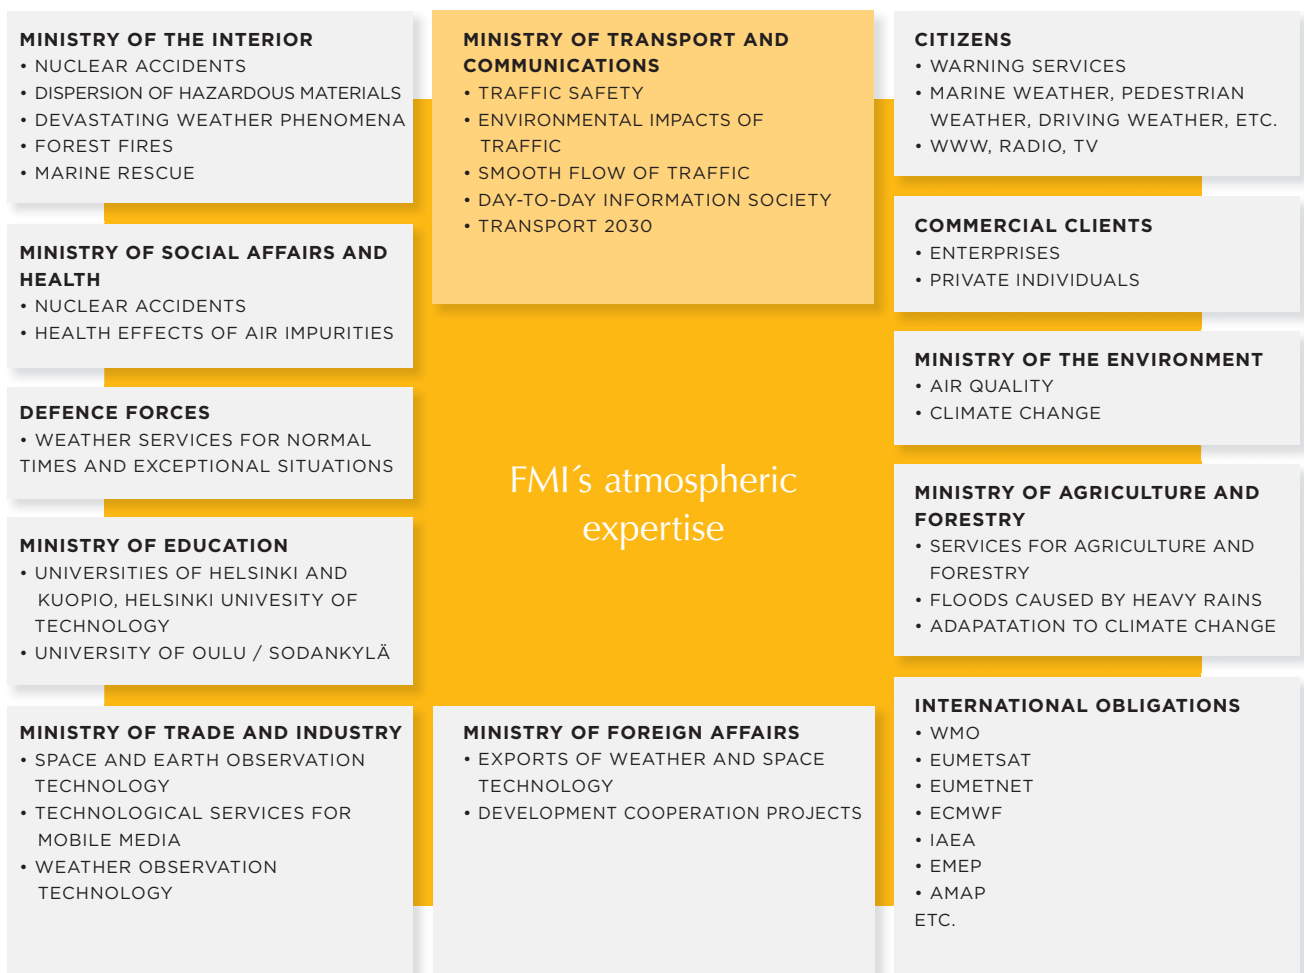 MINISTRY OF THE INTERIOR
• NUCLEAR ACCIDENTS
• DISPERSION OF HAZARDOUS MATERIALS
• DEVASTATING WEATHER PHENOMENA
• FOREST FIRES
• MARINE RESCUE
MINISTRY OF SOCIAL AFFAIRS AND
HEALTH
• NUCLEAR ACCIDENTS
• HEALTH EFFECTS OF AIR IMPURITIES
DEFENCE FORCES
• WEATHER SERVICES FOR NORMAL
TIMES AND EXCEPTIONAL SITUATIONS
MINISTRY OF EDUCATION
• UNIVERSITIES OF HELSINKI AND
KUOPIO, HELSINKI UNIVESITY OF
TECHNOLOGY
• UNIVERSITY OF OULU / SODANKYLÄ
MINISTRY OF TRADE AND INDUSTRY
• SPACE AND EARTH OBSERVATION
TECHNOLOGY
• TECHNOLOGICAL SERVICES FOR
MOBILE MEDIA
• WEATHER OBSERVATION
TECHNOLOGY
MINISTRY OF TRANSPORT AND
COMMUNICATIONS
• TRAFFIC SAFETY
• ENVIRONMENTAL IMPACTS OF
TRAFFIC
• SMOOTH FLOW OF TRAFFIC
• DAY-TO-DAY INFORMATION SOCIETY
• TRANSPORT 2030
FMI´s atmospheric
expertise
MINISTRY OF FOREIGN AFFAIRS
• EXPORTS OF WEATHER AND SPACE
TECHNOLOGY
• DEVELOPMENT COOPERATION PROJECTS
CITIZENS
• WARNING SERVICES
• MARINE WEATHER, PEDESTRIAN
WEATHER, DRIVING WEATHER, ETC.
• WWW, RADIO, TV
COMMERCIAL CLIENTS
• ENTERPRISES
• PRIVATE INDIVIDUALS
MINISTRY OF THE ENVIRONMENT
• AIR QUALITY
• CLIMATE CHANGE
MINISTRY OF AGRICULTURE AND
FORESTRY
• SERVICES FOR AGRICULTURE AND
FORESTRY
• FLOODS CAUSED BY HEAVY RAINS
• ADAPATATION TO CLIMATE CHANGE
INTERNATIONAL OBLIGATIONS
• WMO
• EUMETSAT
• EUMETNET
• ECMWF
• IAEA
• EMEP
• AMAP
ETC.